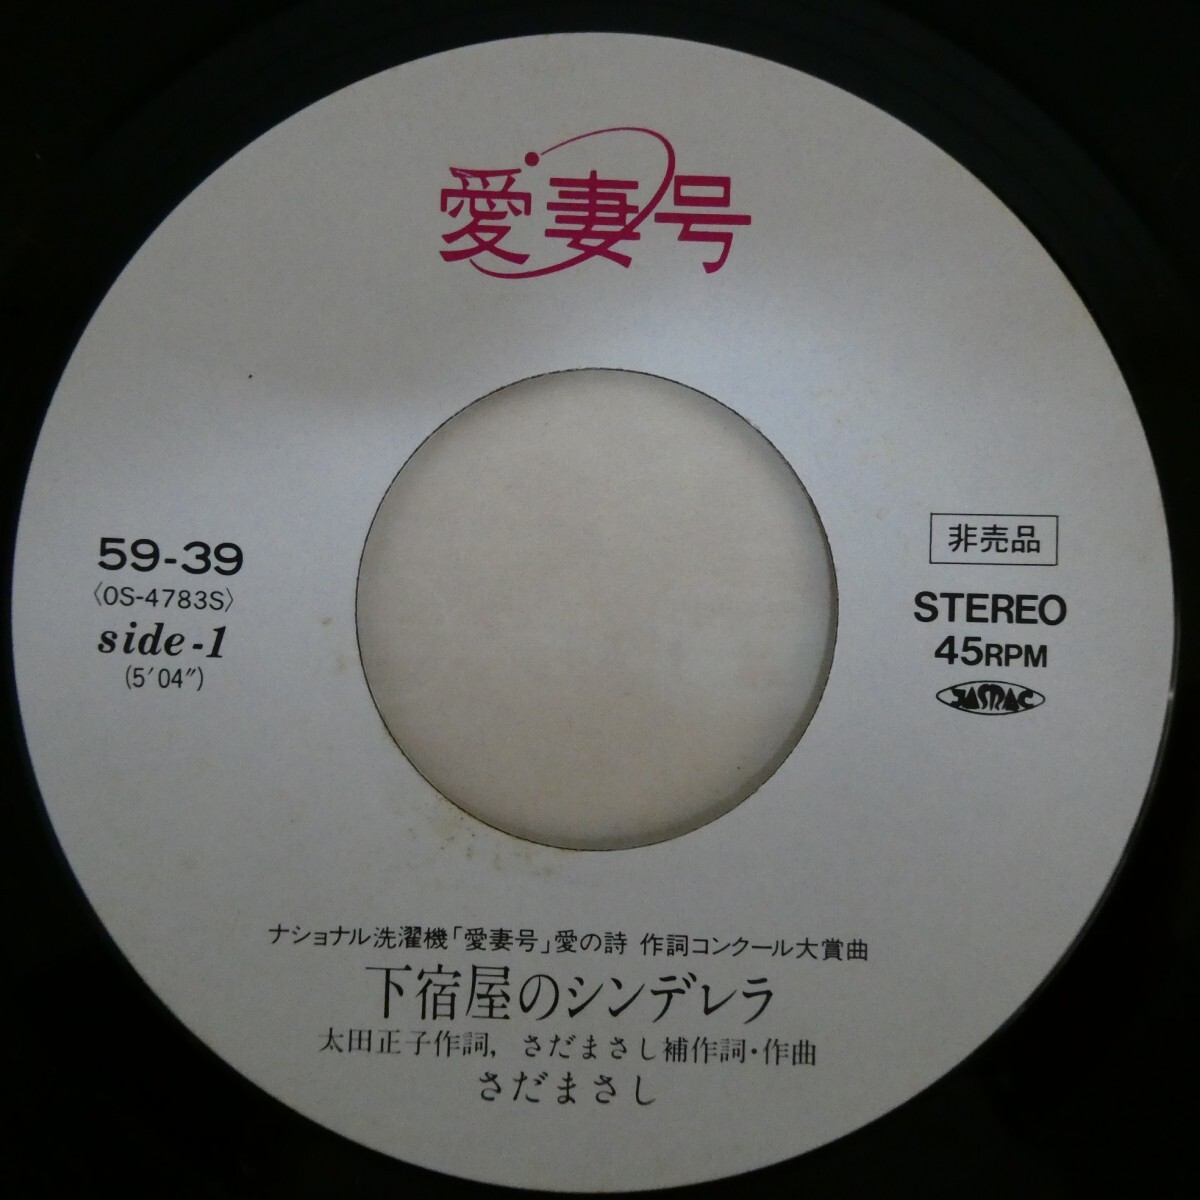 愛妻号
59-39
〈OS-4783S〉
side-1
(5′04″)
非売品
STEREO
45RPM
JASRAC
ナショナル洗濯機「愛妻号」愛の詩 作詞コンクール大賞曲
下宿屋のシンデレラ
太田正子作詞, さだまさし補作詞・作曲
さだまさし